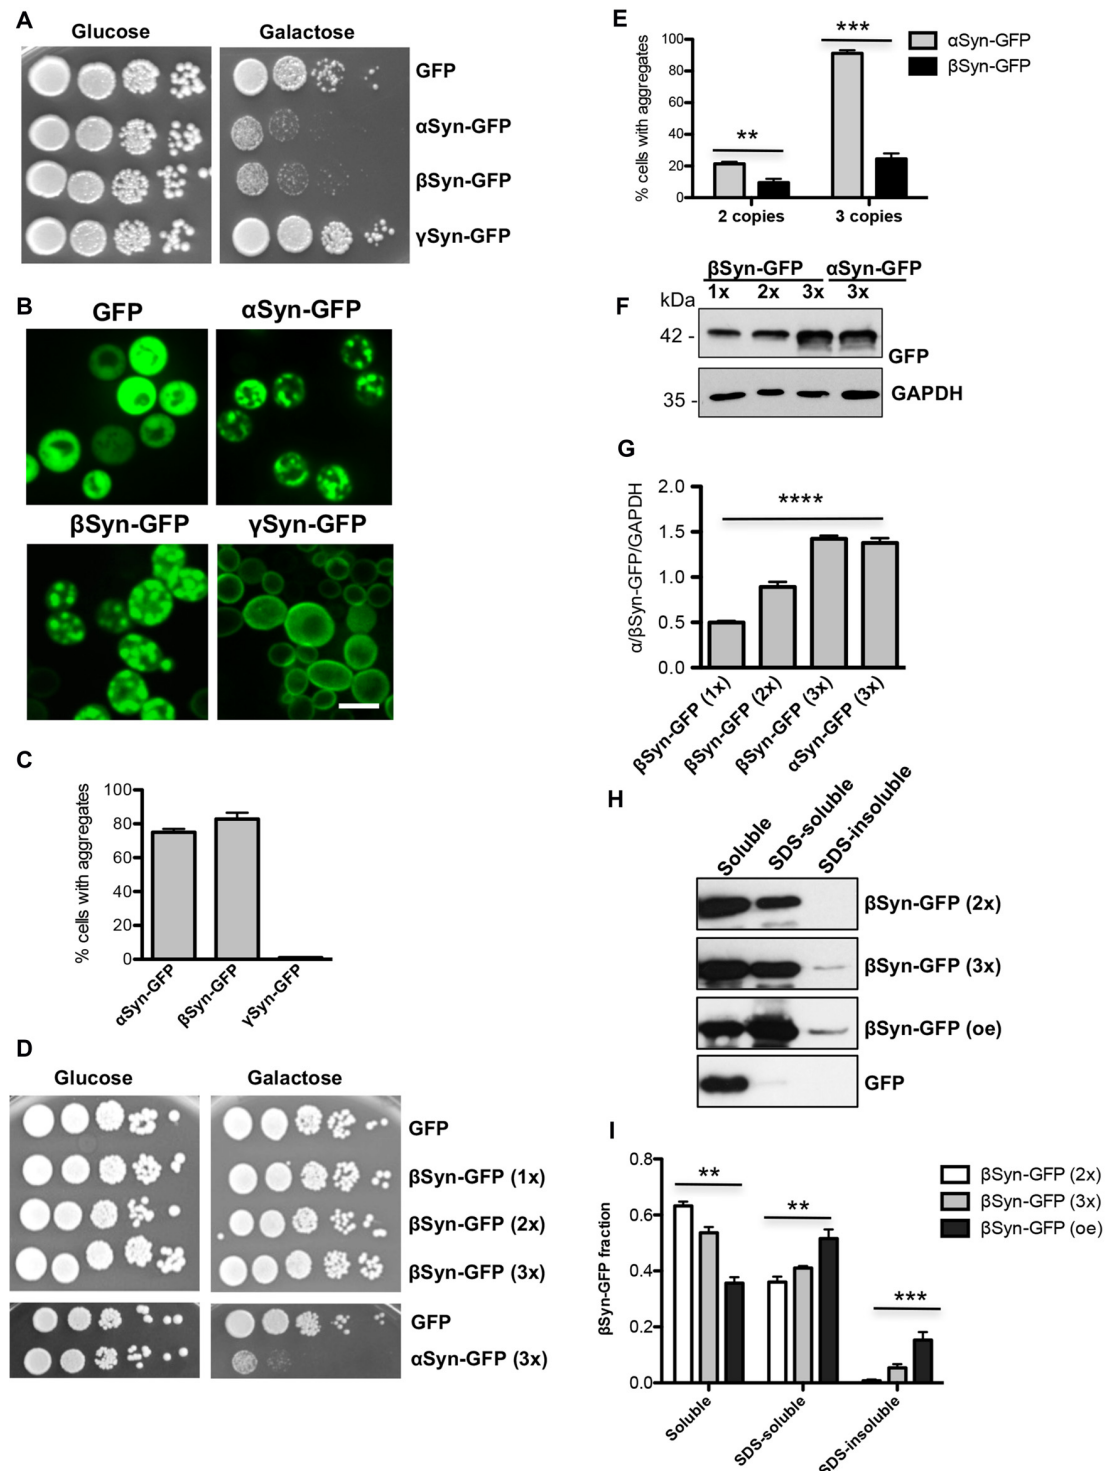 A
Glucose Galactose
GFP
αSyn-GFP
βSyn-GFP
γSyn-GFP
B
GFP αSyn-GFP
βSyn-GFP γSyn-GFP
C
% cells with aggregates
100
80
60
40
20
0
αSyn-GFP
βSyn-GFP
γSyn-GFP
D
Glucose Galactose
GFP
βSyn-GFP (1x)
βSyn-GFP (2x)
βSyn-GFP (3x)
GFP
αSyn-GFP (3x)
E
% cells with aggregates
100
80
60
40
20
0
**
***
2 copies 3 copies
αSyn-GFP
βSyn-GFP
F
βSyn-GFP αSyn-GFP
kDa 1x 2x 3x 3x
42 -
GFP
35 -
GAPDH
G
α/βSyn-GFP/GAPDH
2.0
1.5
1.0
0.5
0.0
****
βSyn-GFP (1x)
βSyn-GFP (2x)
βSyn-GFP (3x)
αSyn-GFP (3x)
H
Soluble
SDS-soluble
SDS-insoluble
βSyn-GFP (2x)
βSyn-GFP (3x)
βSyn-GFP (oe)
GFP
I
βSyn-GFP fraction
0.8
0.6
0.4
0.2
0.0
**
**
***
Soluble
SDS-soluble
SDS-insoluble
βSyn-GFP (2x)
βSyn-GFP (3x)
βSyn-GFP (oe)